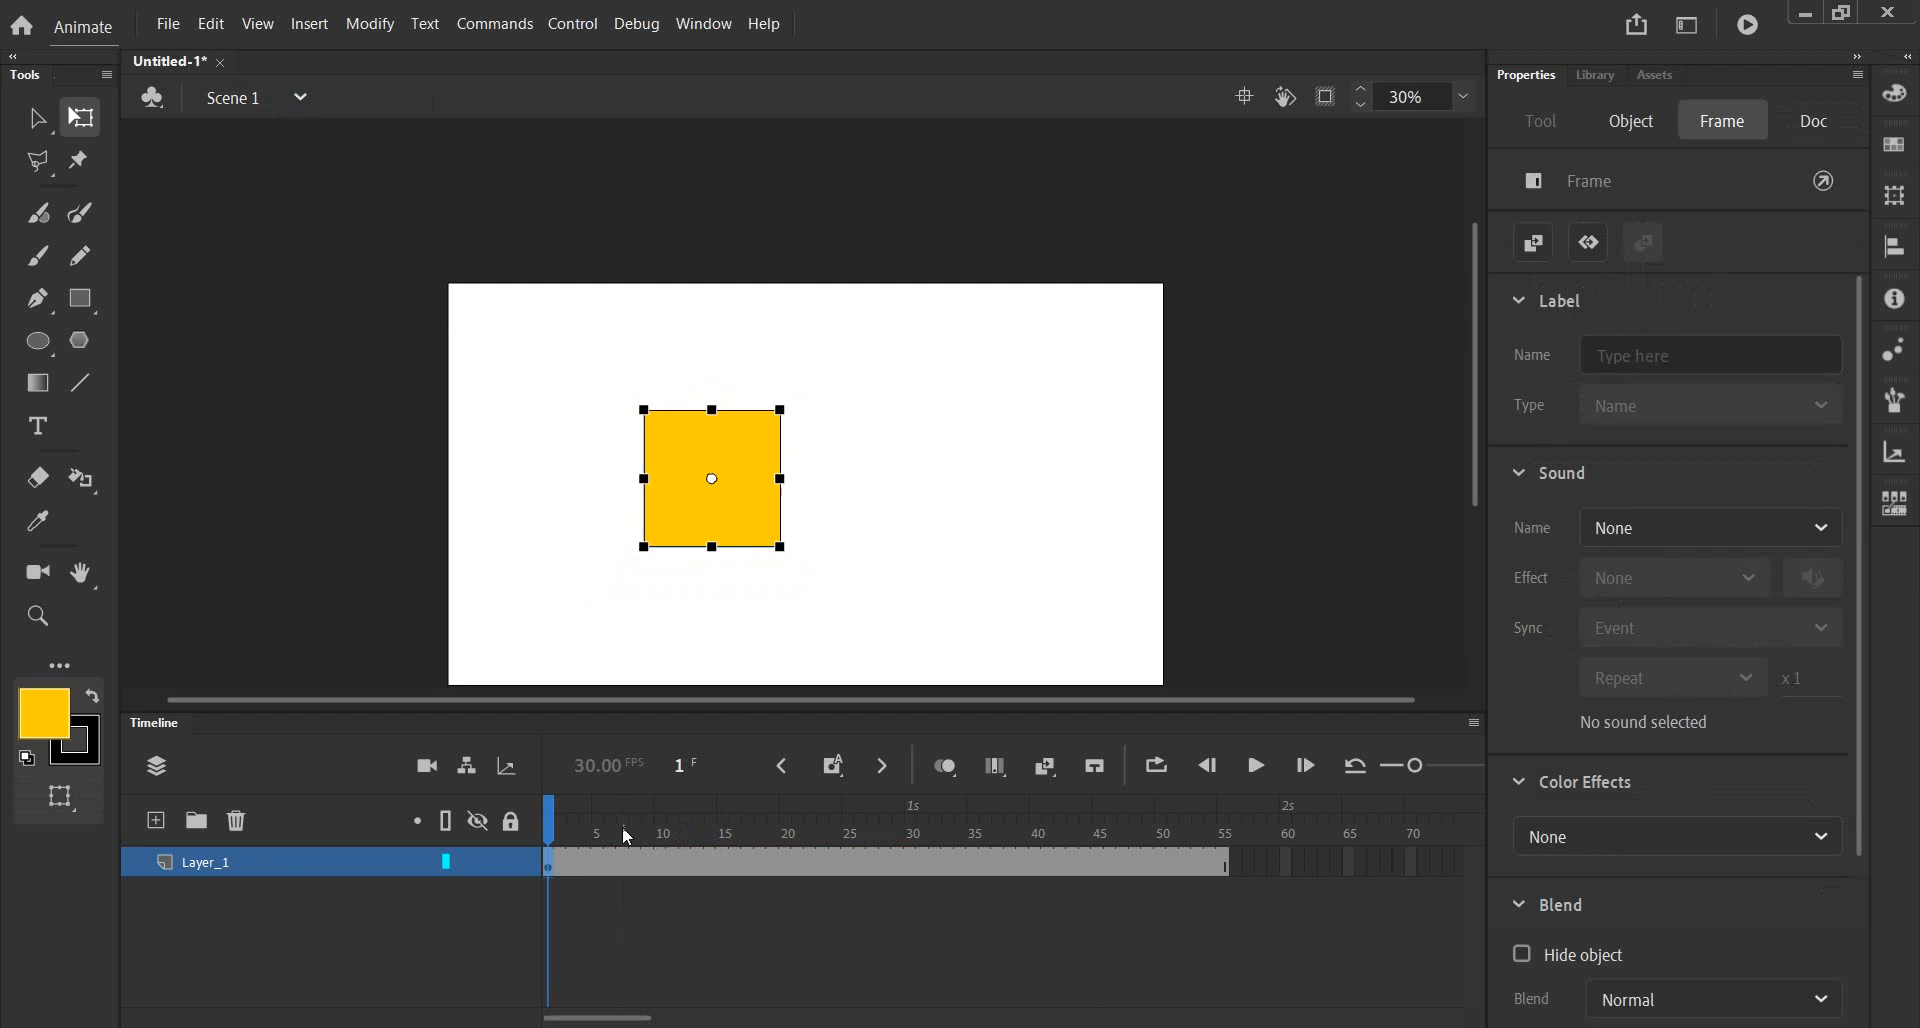 Animate File Edit View Insert Modify Text Commands Control Debug Window Help
Tools
Untitled-1*
Properties Library Assets
Scene 1
30%
Tool Object Frame Doc
Frame
Label
Name Type here
Type Name
Sound
Name None
Effect None
Sync Event
Repeat x 1
No sound selected
Color Effects
None
Blend
Hide object
Blend Normal
Timeline
30.00 FPS 1 F
1s 2s
5 10 15 20 25 30 35 40 45 50 55 60 65 70
Layer_1